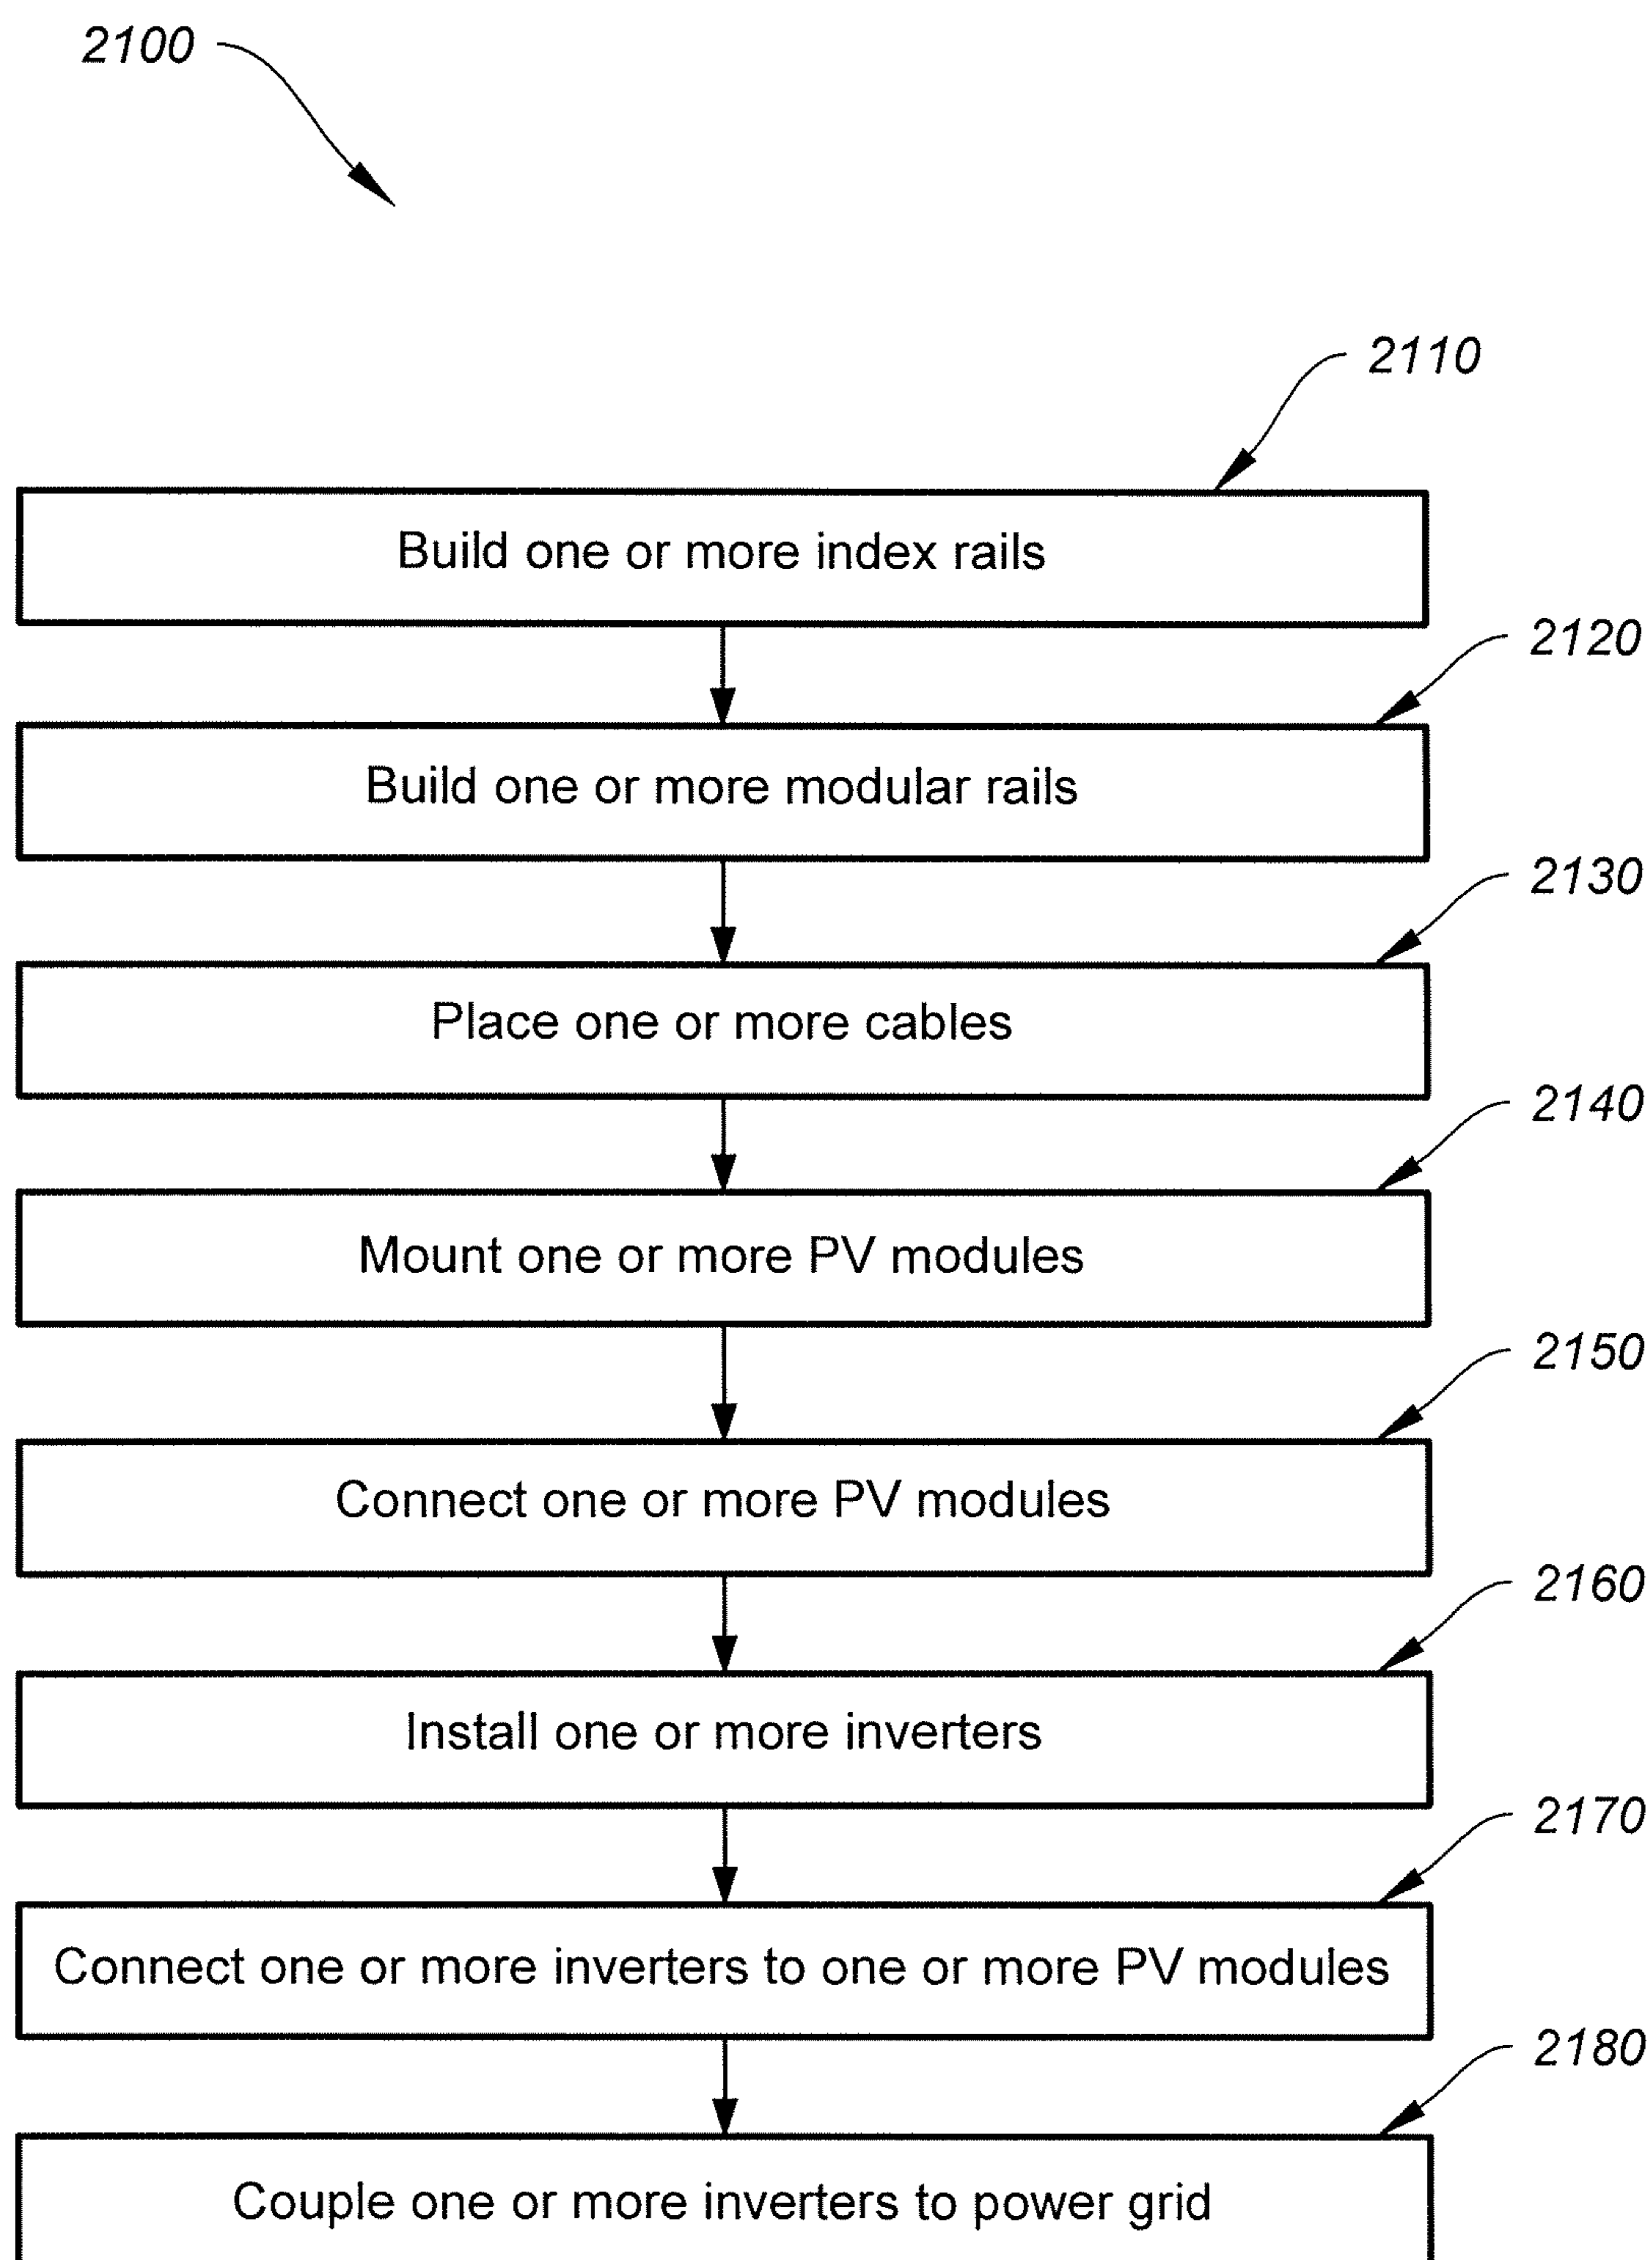 2100
2110
Build one or more index rails
2120
Build one or more modular rails
2130
Place one or more cables
2140
Mount one or more PV modules
2150
Connect one or more PV modules
2160
Install one or more inverters
2170
Connect one or more inverters to one or more PV modules
2180
Couple one or more inverters to power grid